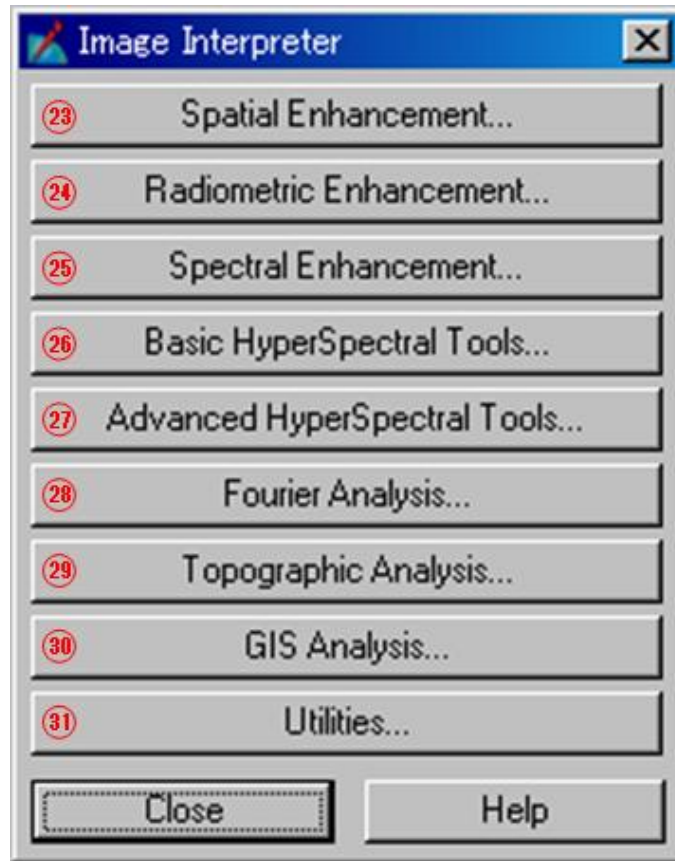 Image Interpreter
㉓ Spatial Enhancement...
㉔ Radiometric Enhancement...
㉕ Spectral Enhancement...
㉖ Basic HyperSpectral Tools...
㉗ Advanced HyperSpectral Tools...
㉘ Fourier Analysis...
㉙ Topographic Analysis...
㉚ GIS Analysis...
㉛ Utilities...
Close Help